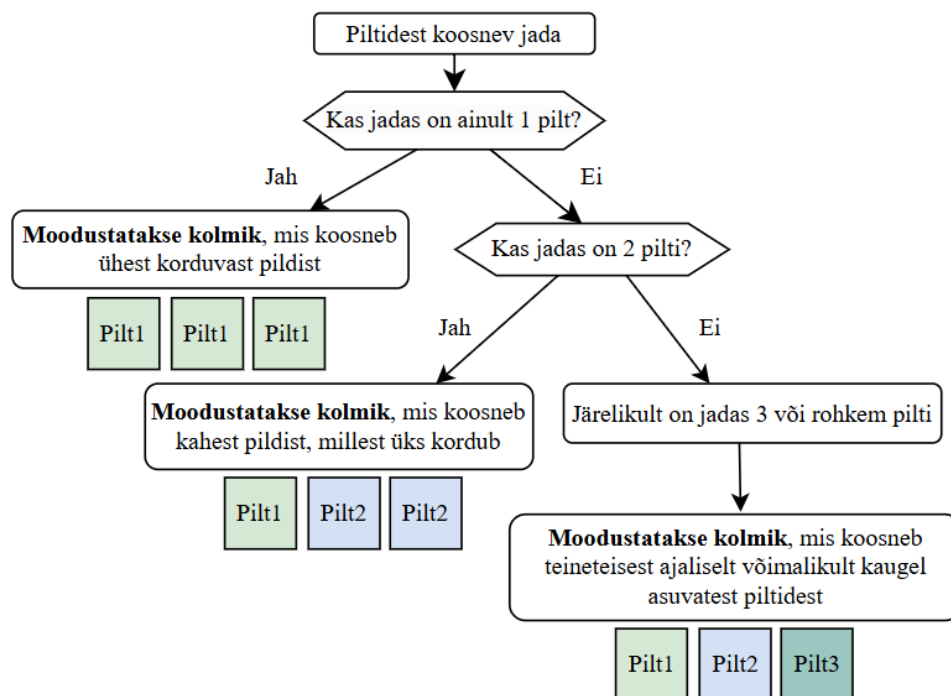 Piltidest koosnev jada
Kas jadas on ainult 1 pilt?
Jah
Ei
Moodustatakse kolmik, mis koosneb
ühest korduvast pildist
Kas jadas on 2 pilti?
Pilt1
Pilt1
Pilt1
Jah
Ei
Moodustatakse kolmik, mis koosneb
kahest pildist, millest üks kordub
Järelikult on jadas 3 või rohkem pilti
Pilt1
Pilt2
Pilt2
Moodustatakse kolmik, mis koosneb
teineteisest ajaliselt võimalikult kaugel
asuvatest piltidest
Pilt1
Pilt2
Pilt3